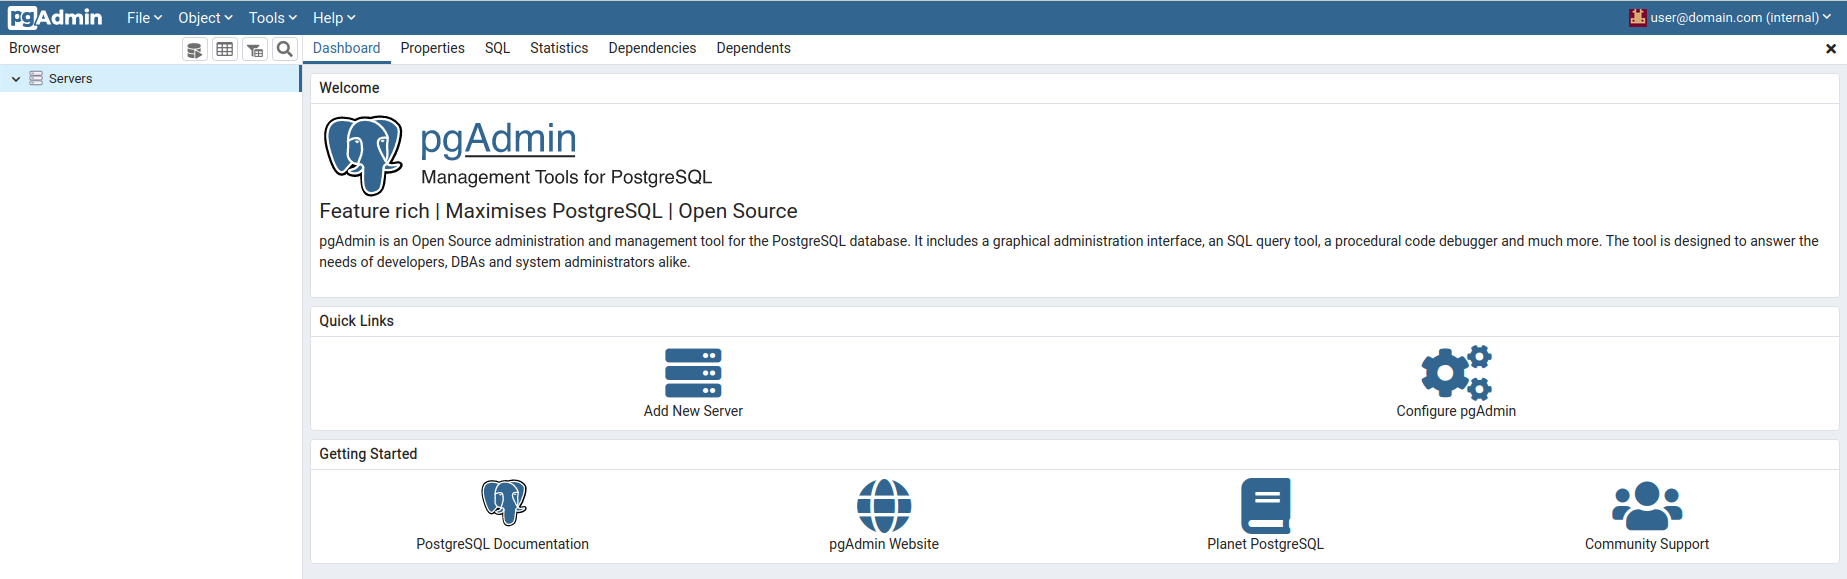 pgAdmin File Object Tools Help user@domain.com (internal)
Browser Dashboard Properties SQL Statistics Dependencies Dependents
Servers
Welcome
pgAdmin
Management Tools for PostgreSQL
Feature rich | Maximises PostgreSQL | Open Source
pgAdmin is an Open Source administration and management tool for the PostgreSQL database. It includes a graphical administration interface, an SQL query tool, a procedural code debugger and much more. The tool is designed to answer the
needs of developers, DBAs and system administrators alike.
Quick Links
Add New Server Configure pgAdmin
Getting Started
PostgreSQL Documentation pgAdmin Website Planet PostgreSQL Community Support